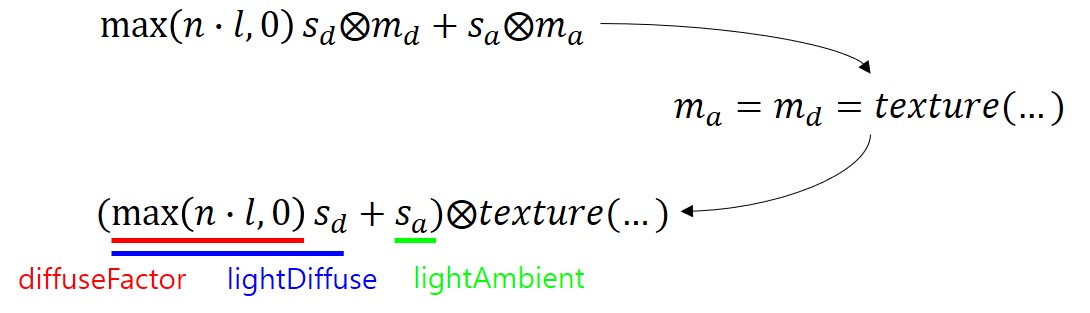 max(n · l, 0) s_d⊗m_d + s_a⊗m_a
m_a = m_d = texture(…)
(max(n · l, 0) s_d + s_a)⊗texture(…)
diffuseFactor lightDiffuse lightAmbient